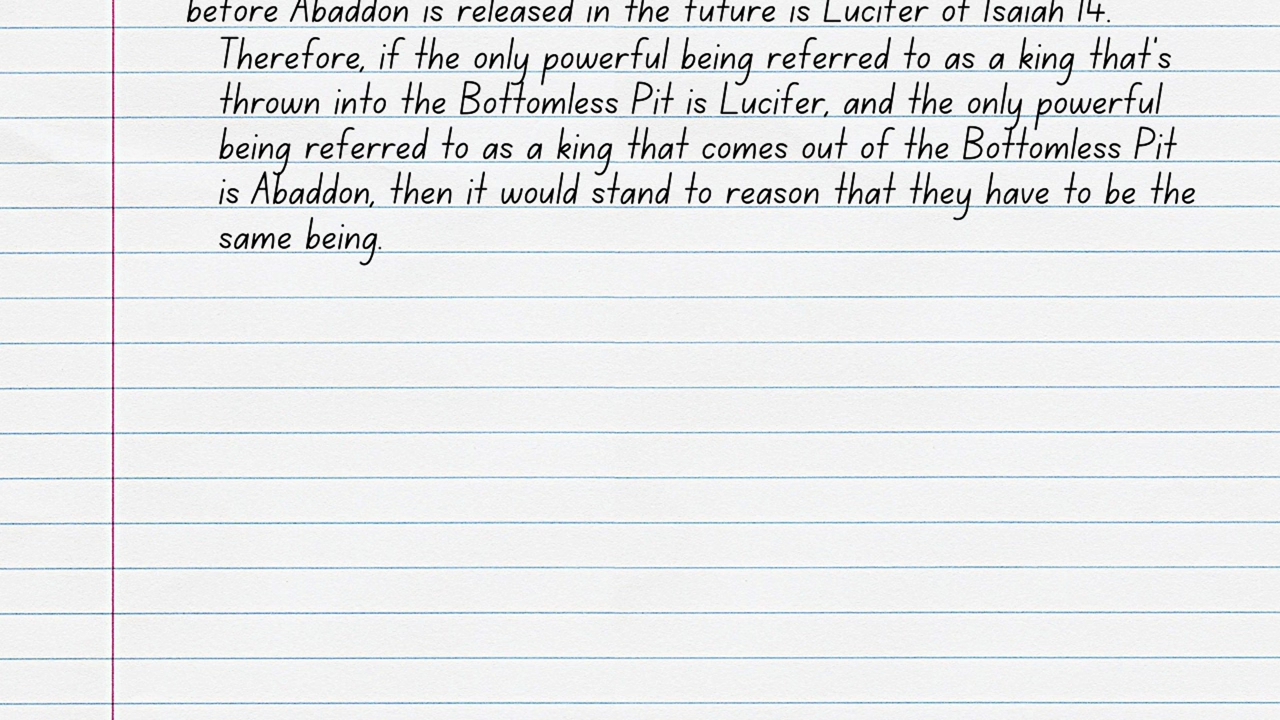 before Abaddon is released in the future is Lucifer of Isaiah 14.
Therefore, if the only powerful being referred to as a king that's
thrown into the Bottomless Pit is Lucifer, and the only powerful
being referred to as a king that comes out of the Bottomless Pit
is Abaddon, then it would stand to reason that they have to be the
same being.